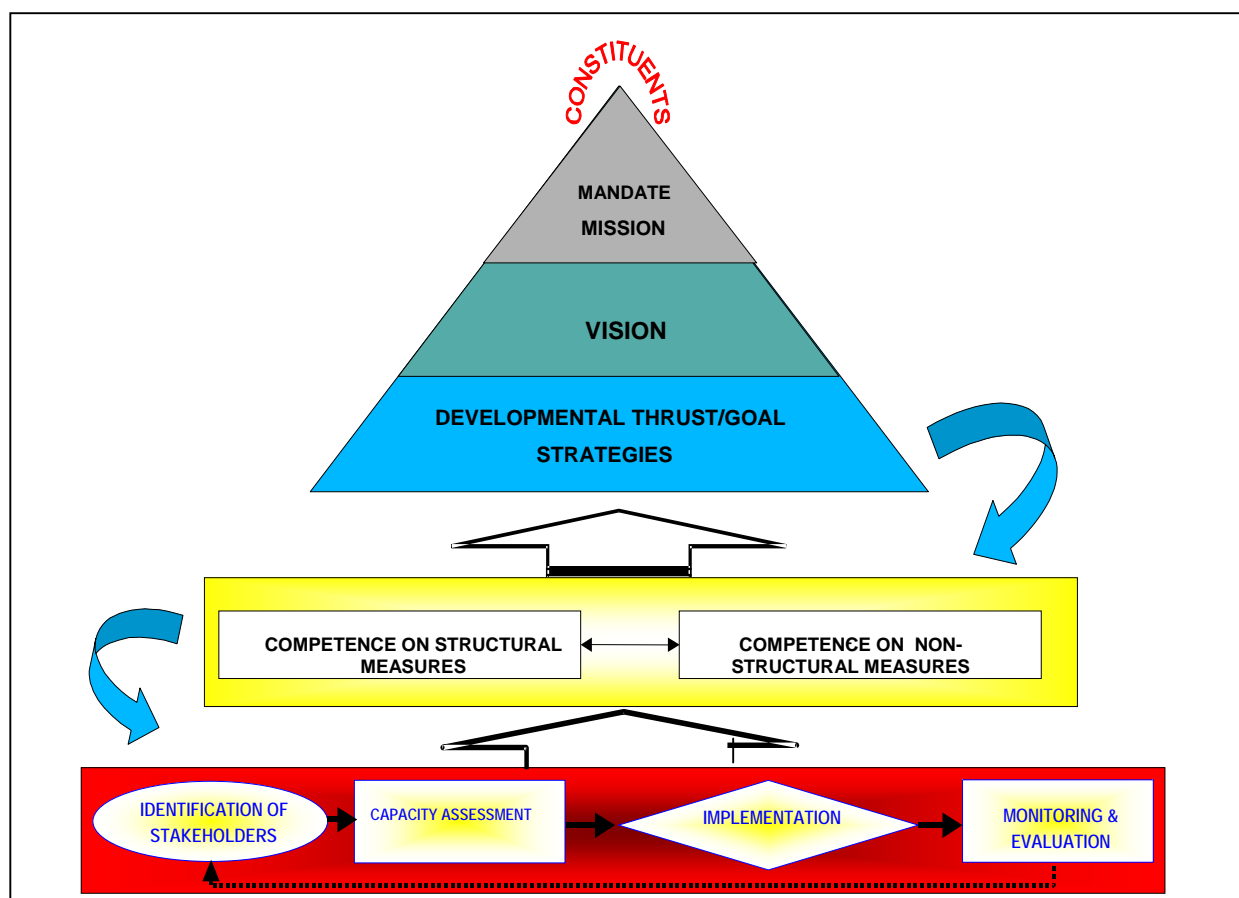 CONSTITUENTS
MANDATE
MISSION
VISION
DEVELOPMENTAL THRUST/GOAL
STRATEGIES
COMPETENCE ON STRUCTURAL
MEASURES
COMPETENCE ON NON-
STRUCTURAL MEASURES
IDENTIFICATION OF
STAKEHOLDERS
CAPACITY ASSESSMENT
IMPLEMENTATION
MONITORING &
EVALUATION